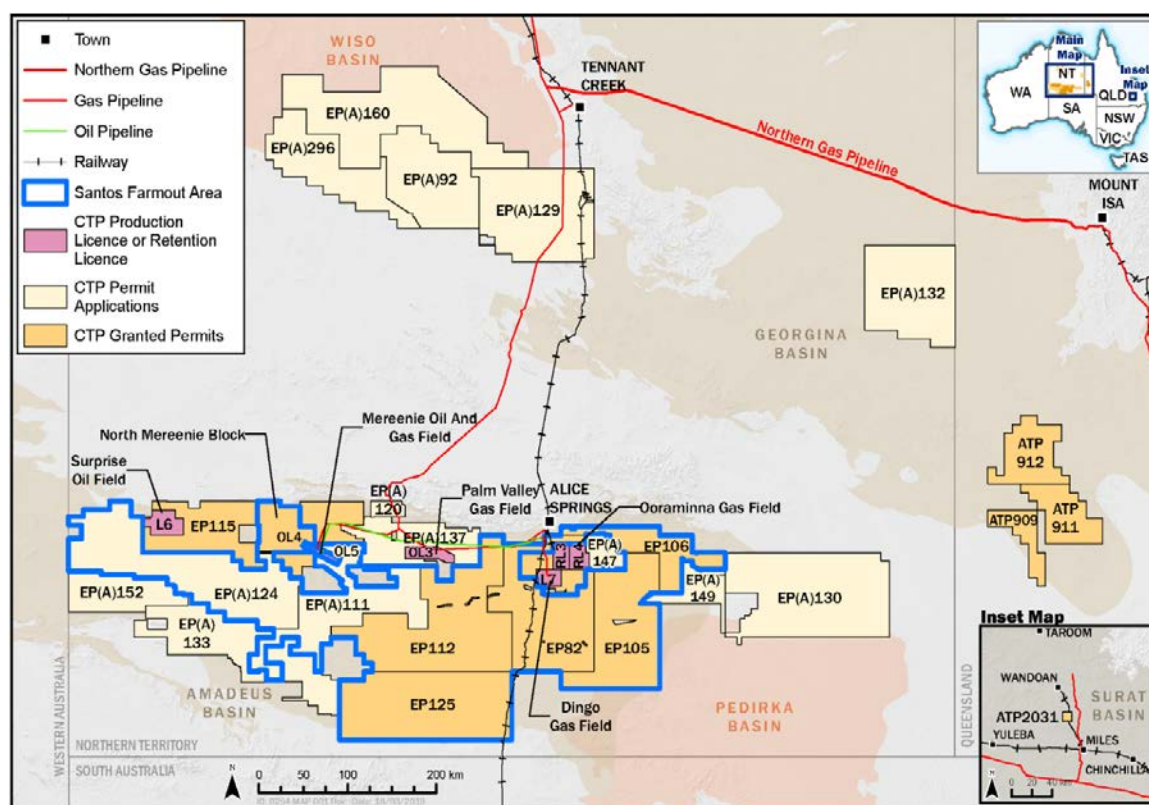 Town
Northern Gas Pipeline
Gas Pipeline
Oil Pipeline
Railway
Santos Farmout Area
CTP Production
Licence or Retention
Licence
CTP Permit
Applications
CTP Granted Permits
WISO
BASIN
TENNANT
CREEK
EP(A)160
EP(A)296
EP(A)92
EP(A)129
Northern Gas Pipeline
Main
Map
NT
Inset
Map
WA
QLD
SA
NSW
VIC
TAS
MOUNT
ISA
EP(A)132
GEORGINA
BASIN
ATP
912
ATP909
ATP
911
North Mereenie Block
Mereenie Oil And
Gas Field
Surprise
Oil Field
EP(A)
120
Palm Valley
Gas Field
ALICE
SPRINGS
Ooraminna Gas Field
L6
EP115
OL4
OL5
EP(A)137
OL3
RL3
RL4
EP(A)
147
EP106
L7
EP(A)
149
EP(A)130
EP(A)152
EP(A)124
EP(A)111
EP(A)
133
EP112
EP82
EP105
EP125
AMADEUS
BASIN
Dingo
Gas Field
PEDIRKA
BASIN
WESTERN AUSTRALIA
NORTHERN TERRITORY
SOUTH AUSTRALIA
QUEENSLAND
N
0 50 100 200 km
Inset Map
TAROOM
WANDOAN
SURAT
BASIN
ATP2031
YULEBA
MILES
CHINCHILLA
N
0 20 40 km